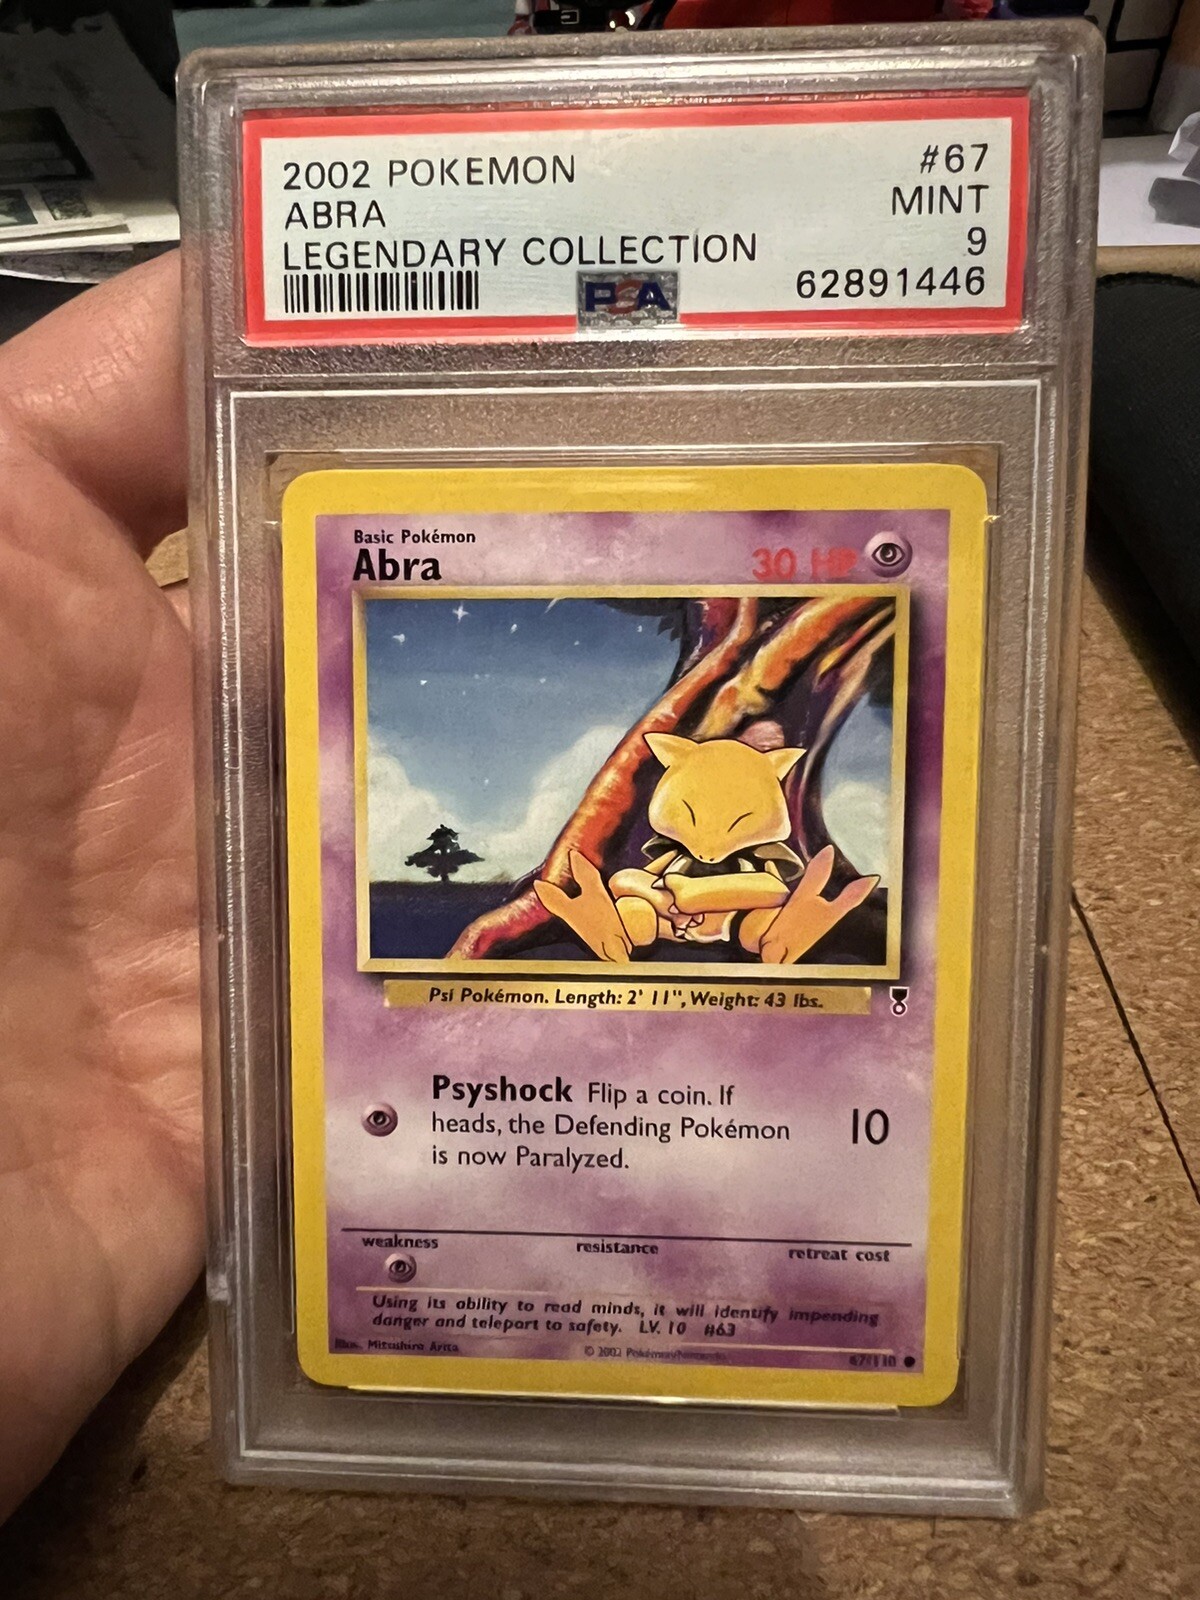 2002 POKEMON #67
ABRA MINT
LEGENDARY COLLECTION 9
PSA 62891446
Basic Pokémon
Abra 30 HP
Psi Pokémon. Length: 2' 11", Weight: 43 lbs.
Psyshock Flip a coin. If
heads, the Defending Pokémon 10
is now Paralyzed.
weakness resistance retreat cost
Using its ability to read minds, it will identify impending
danger and teleport to safety. LV. 10 #63
Illus. Mitsuhiro Arita © 2002 Pokémon/Nintendo 67/110